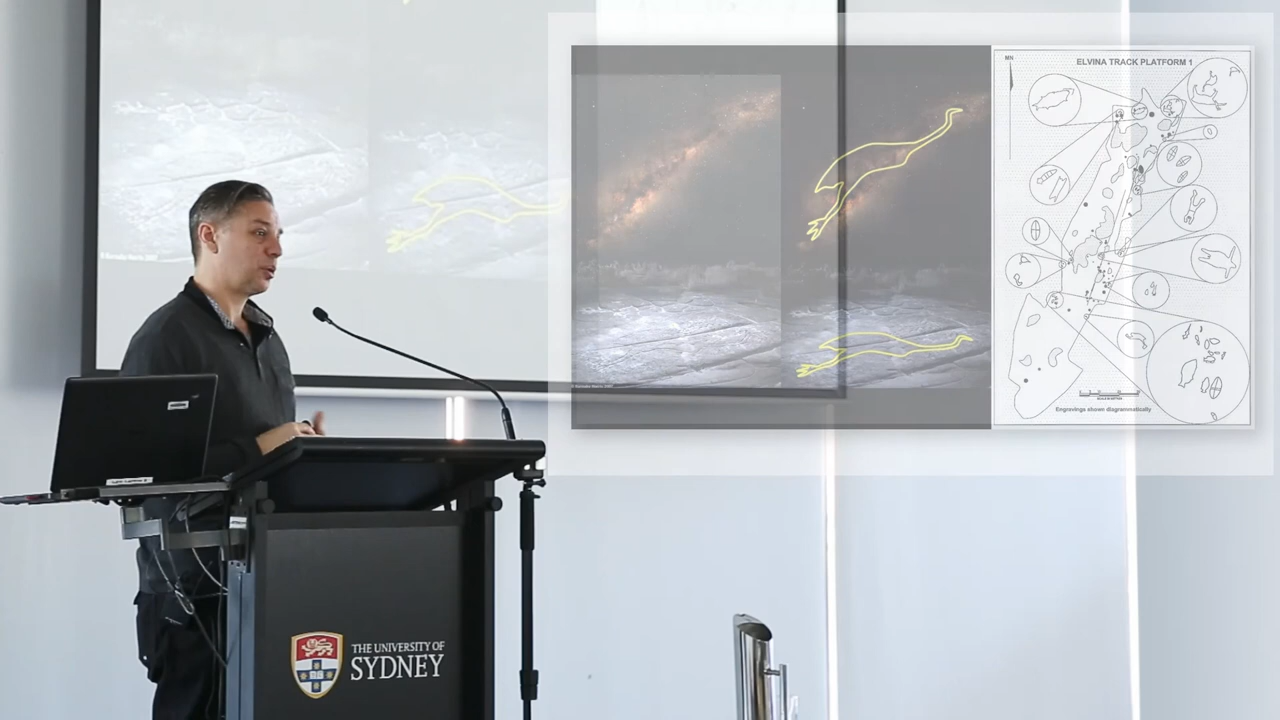 MN
ELVINA TRACK PLATFORM 1
Engravings shown diagrammatically
THE UNIVERSITY OF
SYDNEY